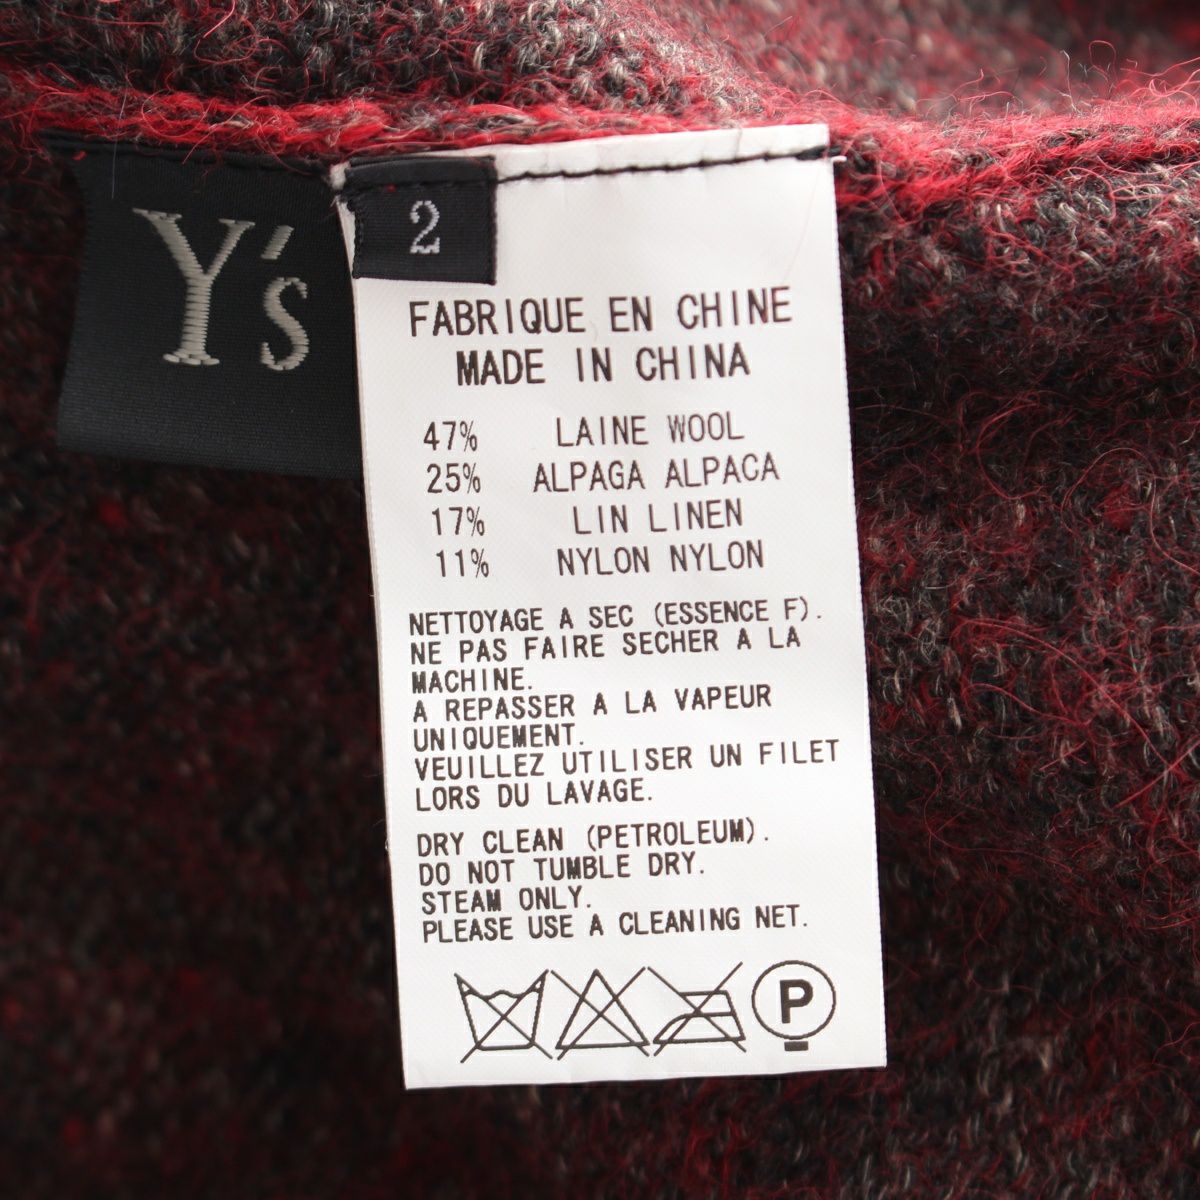 Y's
2
FABRIQUE EN CHINE
MADE IN CHINA
47% LAINE WOOL
25% ALPAGA ALPACA
17% LIN LINEN
11% NYLON NYLON
NETTOYAGE A SEC (ESSENCE F).
NE PAS FAIRE SECHER A LA
MACHINE.
A REPASSER A LA VAPEUR
UNIQUEMENT.
VEUILLEZ UTILISER UN FILET
LORS DU LAVAGE.
DRY CLEAN (PETROLEUM).
DO NOT TUMBLE DRY.
STEAM ONLY.
PLEASE USE A CLEANING NET.
P